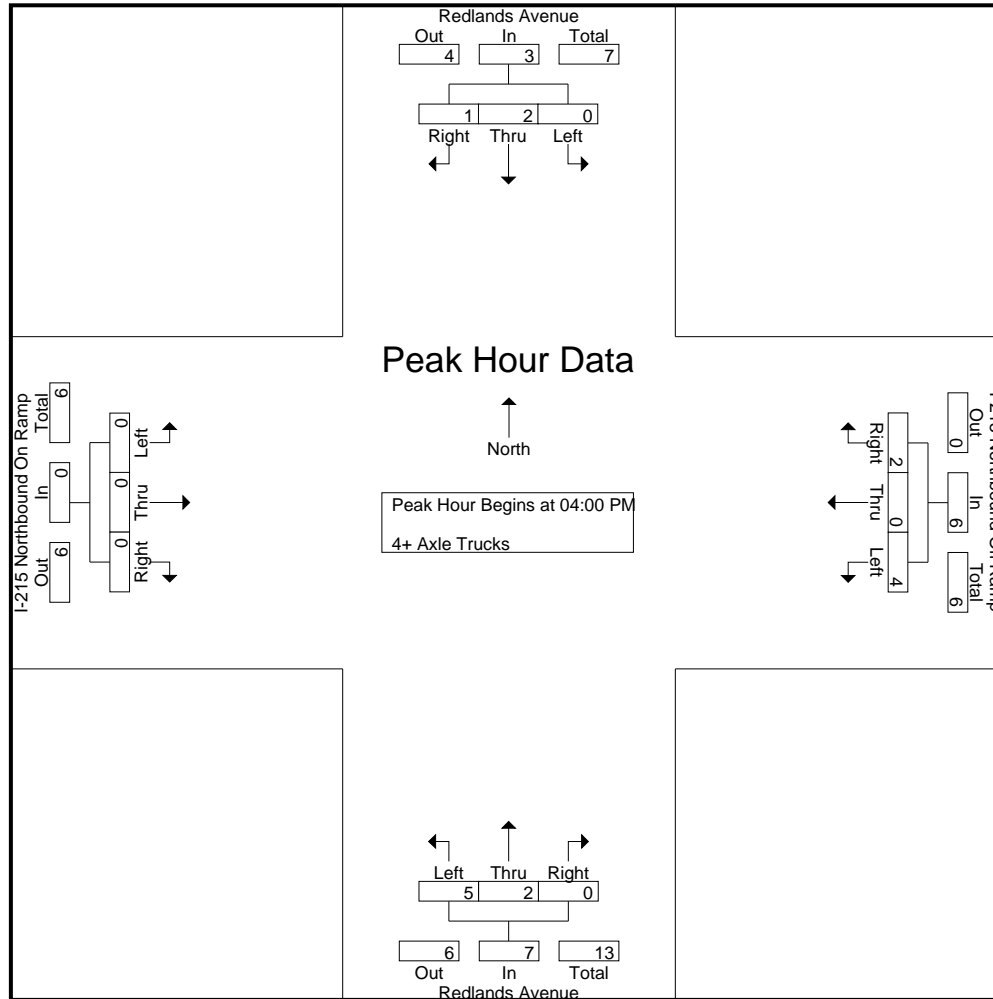 Redlands Avenue
Out In Total
4 3 7
1 2 0
Right Thru Left
Peak Hour Data
North
Peak Hour Begins at 04:00 PM
4+ Axle Trucks
I-215 Northbound On Ramp
Total In Out
6 0 6
0 0 0
Left Thru Right
Right Thru Left
2 0 4
0 6 6
Out In Total
Left Thru Right
5 2 0
6 7 13
Out In Total
Redlands Avenue